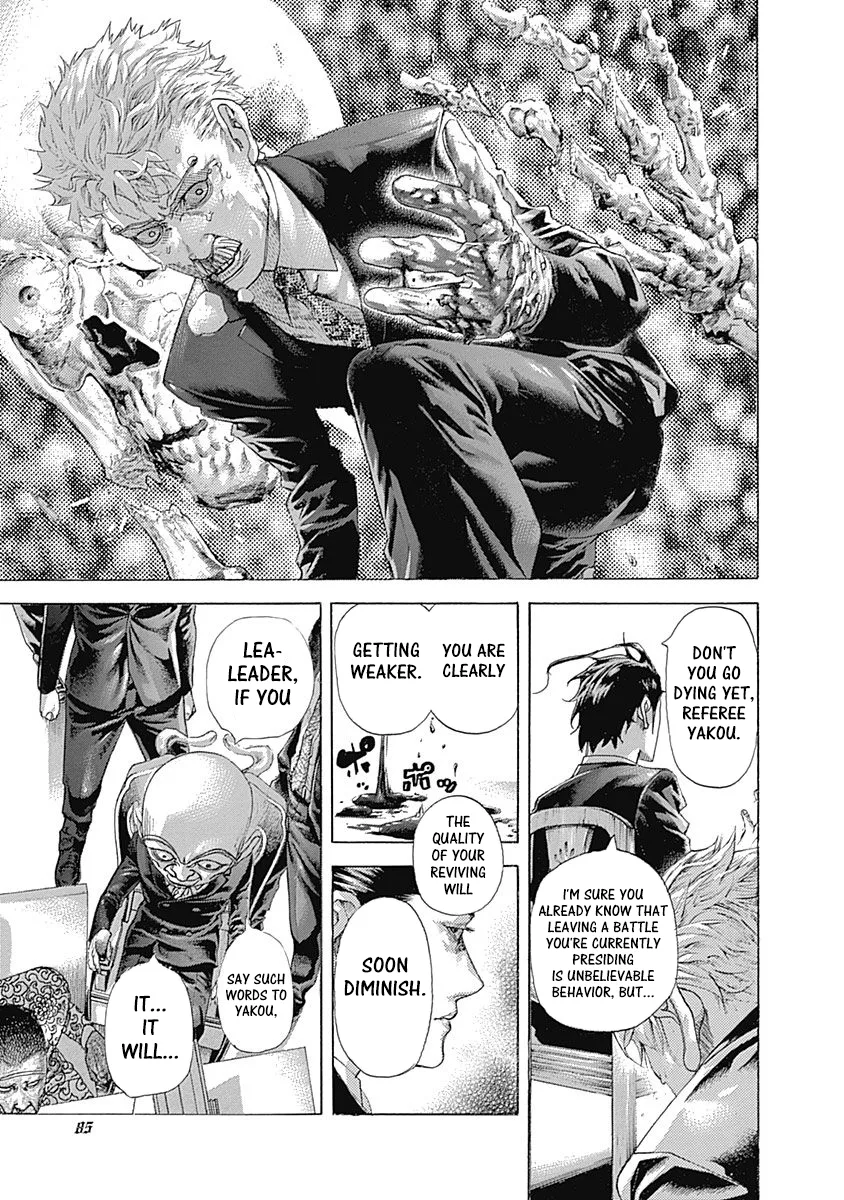 DON'T
YOU GO
DYING YET,
REFEREE
YAKOU.
I'M SURE YOU
ALREADY KNOW THAT
LEAVING A BATTLE
YOU'RE CURRENTLY
PRESIDING
IS UNBELIEVABLE
BEHAVIOR, BUT...
YOU ARE
CLEARLY
GETTING
WEAKER.
ポ
ポ
THE
QUALITY
OF YOUR
REVIVING
WILL
SOON
DIMINISH.
LEA-
LEADER,
IF YOU
SAY SUCH
WORDS TO
YAKOU,
IT...
IT
WILL...
85